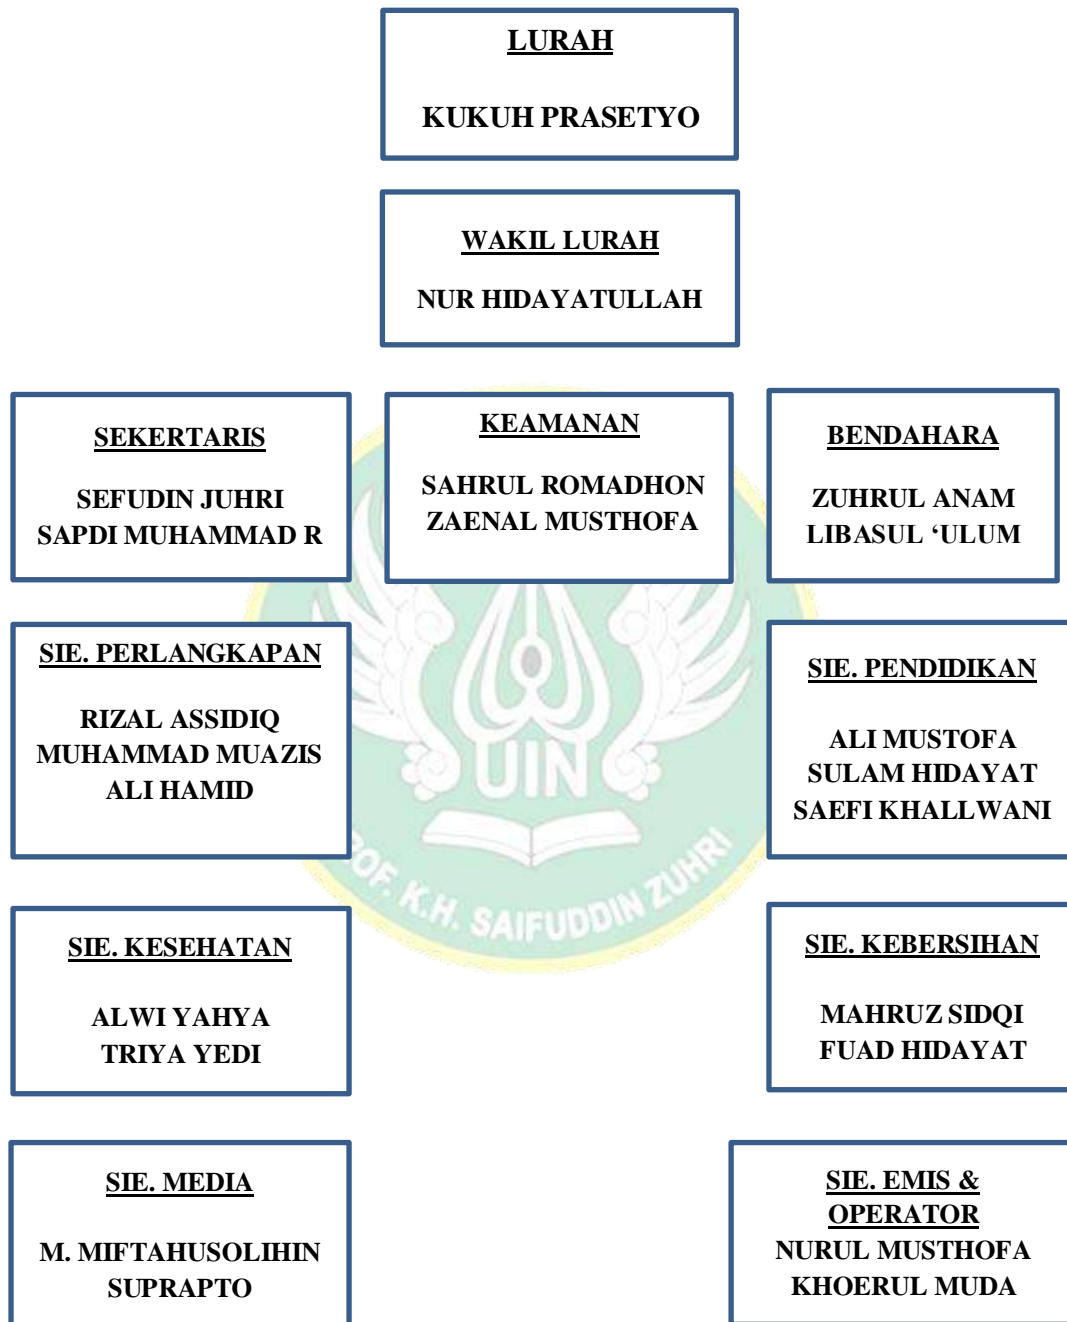 LURAH
KUKUH PRASETYO
WAKIL LURAH
NUR HIDAYATULLAH
SEKERTARIS
SEFUDIN JUHRI
SAPDI MUHAMMAD R
KEAMANAN
SAHRUL ROMADHON
ZAENAL MUSTHOFA
BENDAHARA
ZUHRUL ANAM
LIBASUL ‘ULUM
SIE. PERLANGKAPAN
RIZAL ASSIDIQ
MUHAMMAD MUAZIS
ALI HAMID
SIE. PENDIDIKAN
ALI MUSTOFA
SULAM HIDAYAT
SAEFI KHALLWANI
UIN
OF. K.H. SAIFUDDIN ZUHRI
SIE. KESEHATAN
ALWI YAHYA
TRIYA YEDI
SIE. KEBERSIHAN
MAHRUZ SIDQI
FUAD HIDAYAT
SIE. MEDIA
M. MIFTAHUSOLIHIN
SUPRAPTO
SIE. EMIS &
OPERATOR
NURUL MUSTHOFA
KHOERUL MUDA